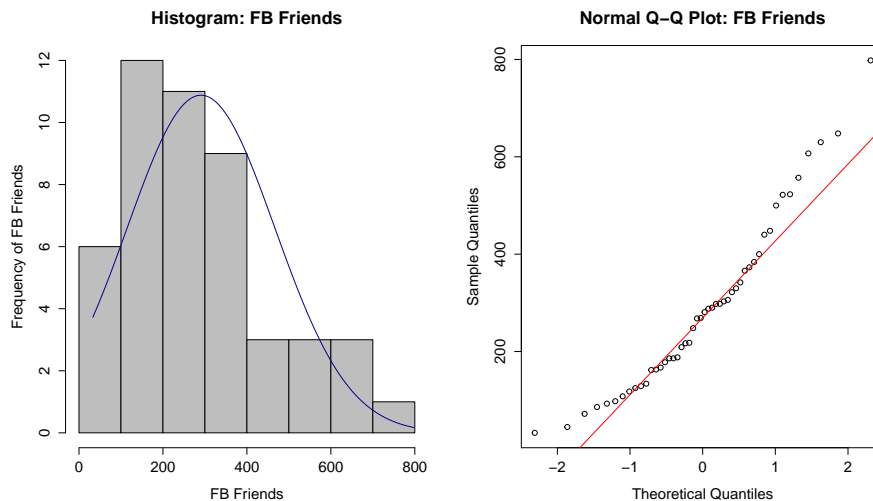 Histogram: FB Friends
Frequency of FB Friends
0 2 4 6 8 10 12
0 200 400 600 800
FB Friends
Normal Q−Q Plot: FB Friends
Sample Quantiles
200 400 600 800
−2 −1 0 1 2
Theoretical Quantiles